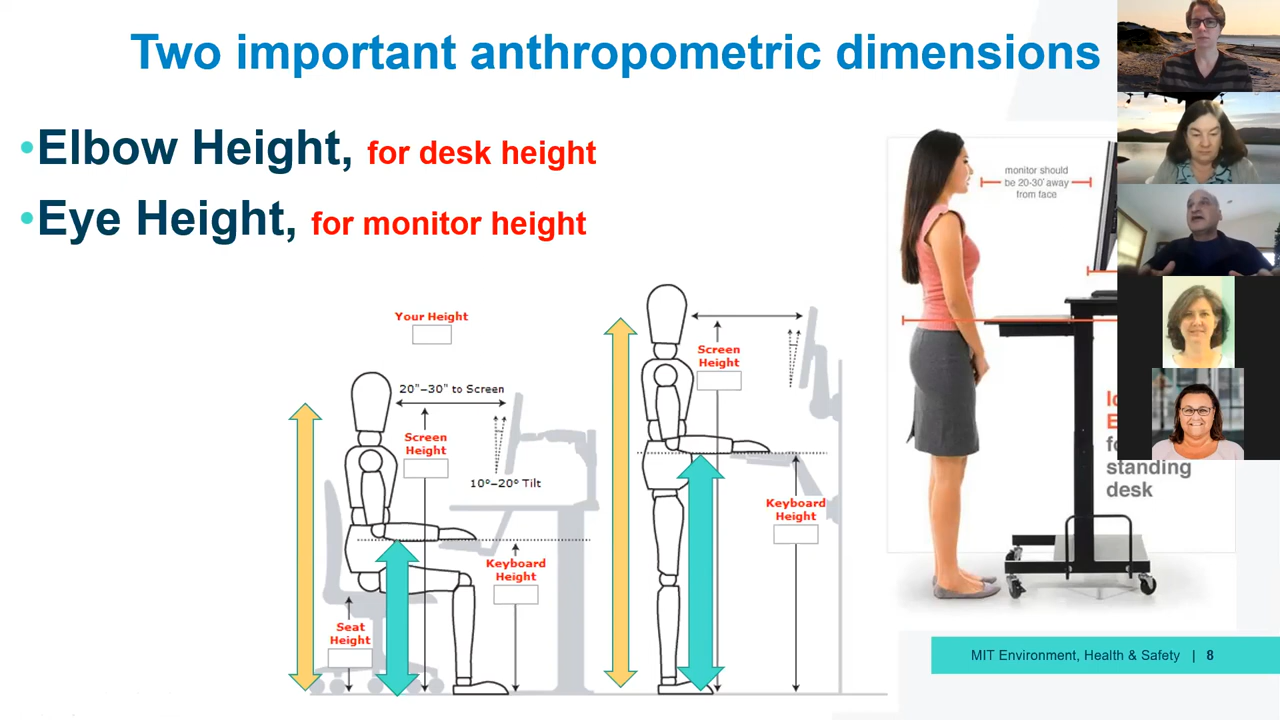 Two important anthropometric dimensions
•Elbow Height, for desk height
•Eye Height, for monitor height
Your Height
20"–30" to Screen
Screen
Height
10°–20° Tilt
Keyboard
Height
Seat
Height
Screen
Height
Keyboard
Height
monitor should
be 20-30" away
from face
standing
desk
MIT Environment, Health & Safety | 8